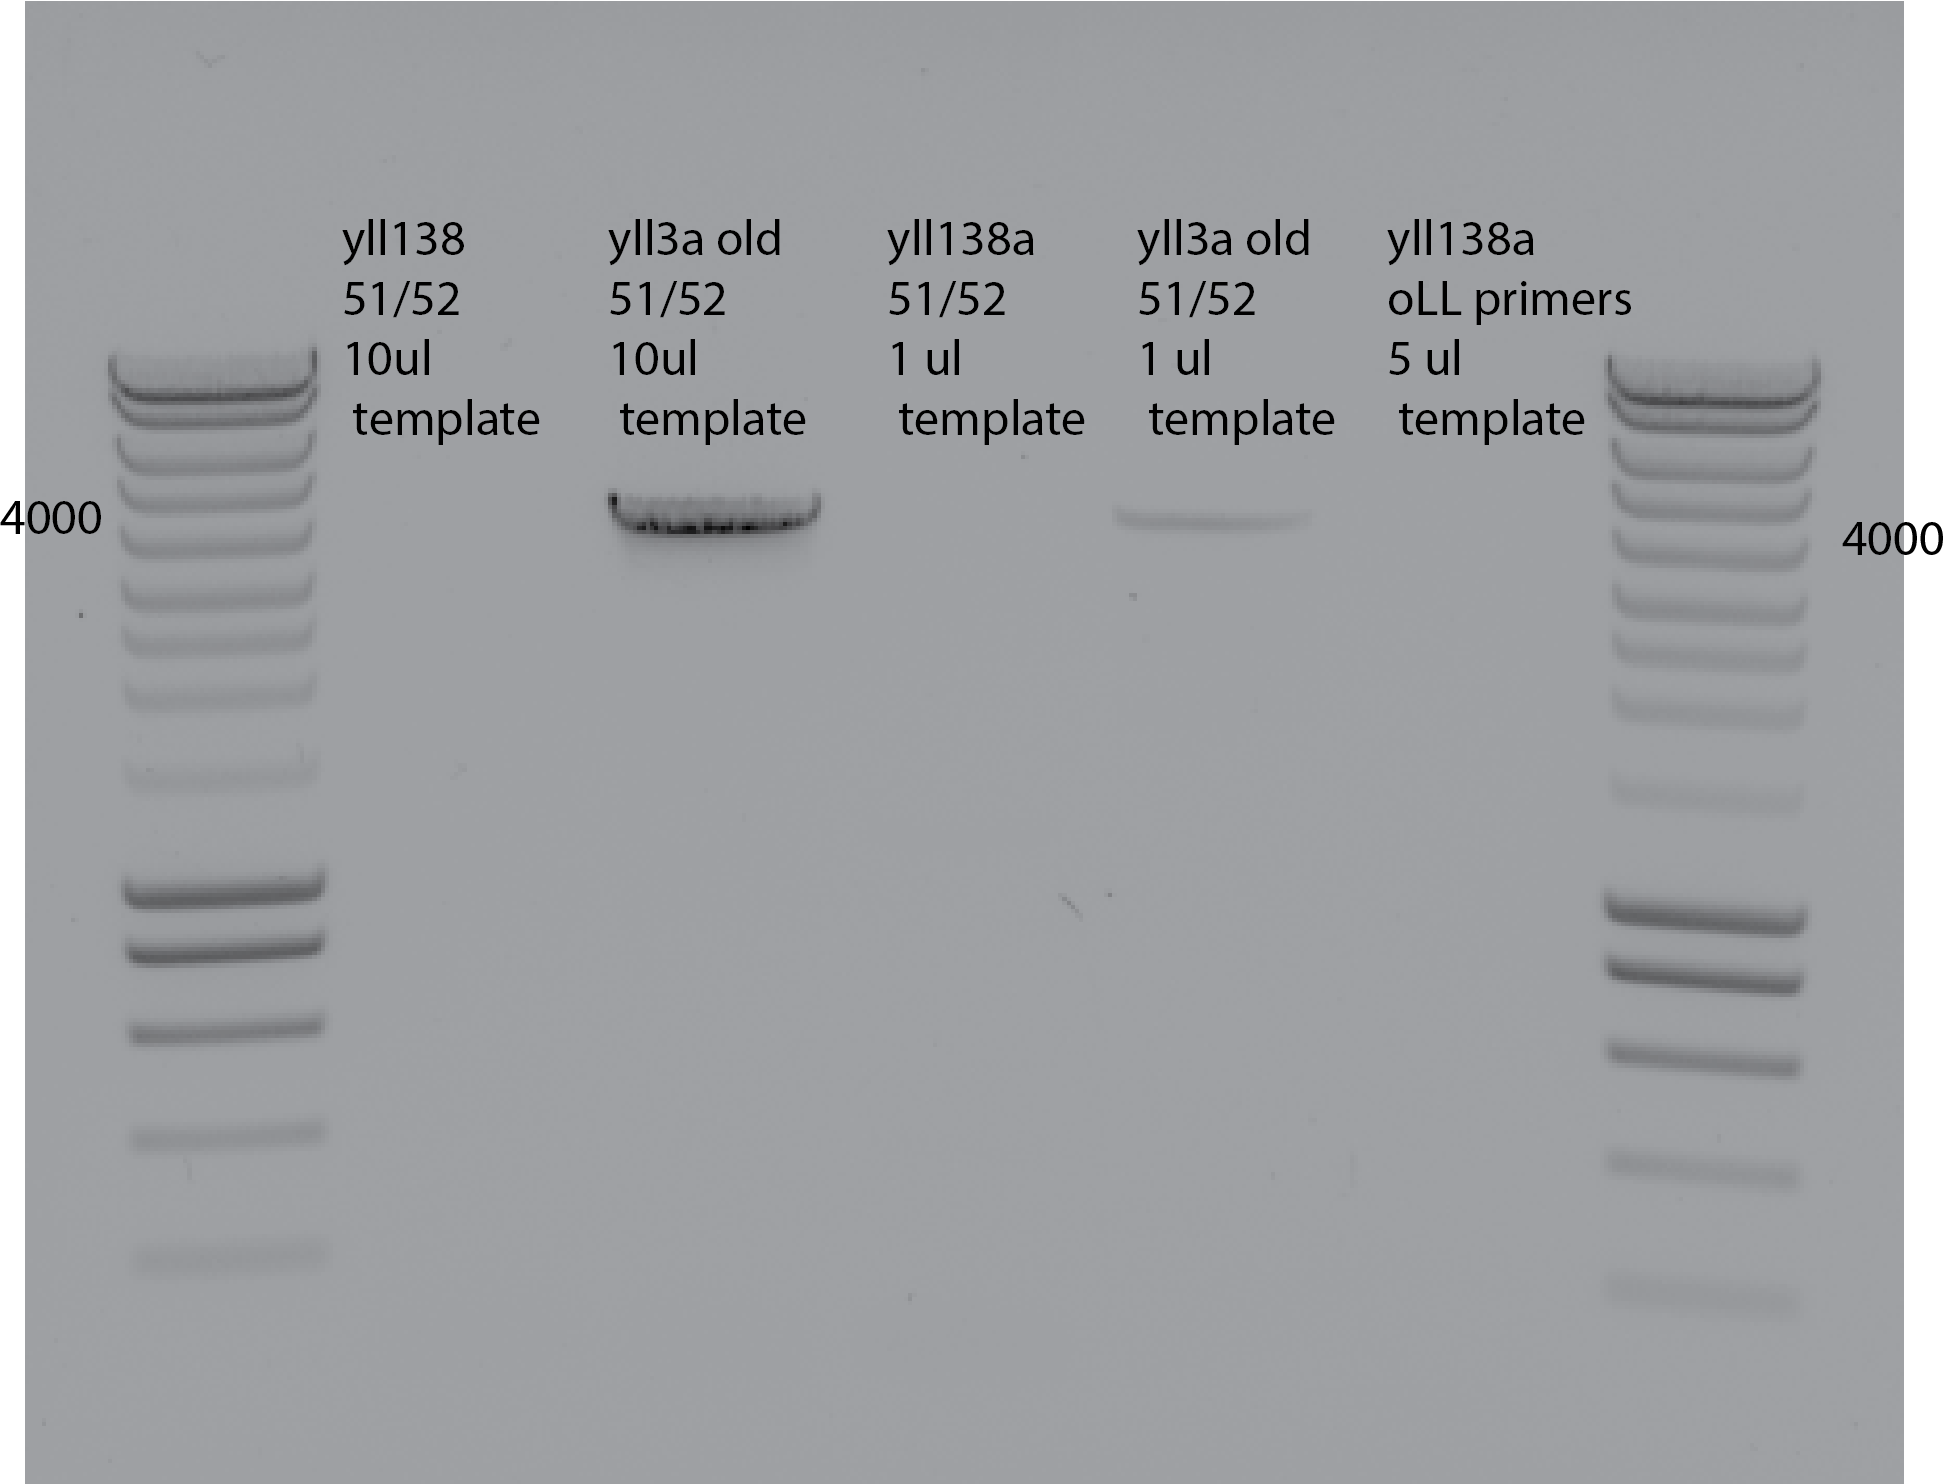 yll138
51/52
10ul
template
yll3a old
51/52
10ul
template
yll138a
51/52
1 ul
template
yll3a old
51/52
1 ul
template
yll138a
oLL primers
5 ul
template
4000
4000